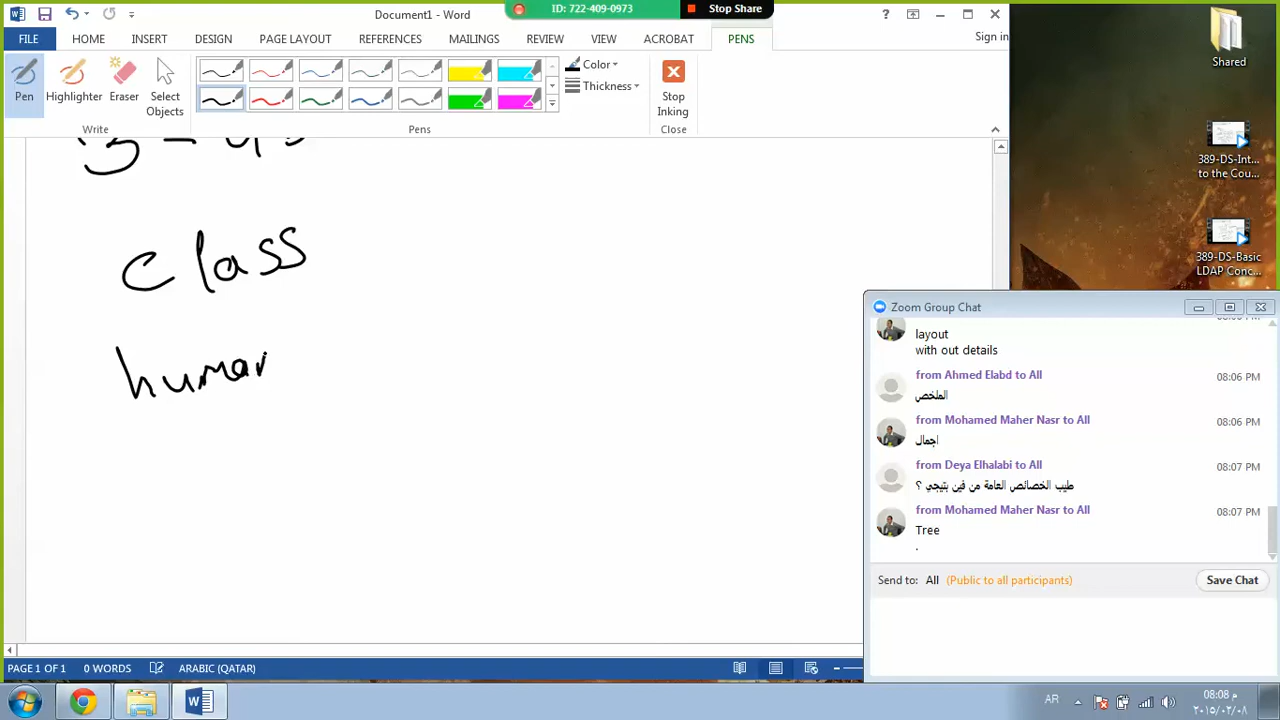 Document1 - Word
ID: 722-409-0973
Stop Share
FILE
HOME
INSERT
DESIGN
PAGE LAYOUT
REFERENCES
MAILINGS
REVIEW
VIEW
ACROBAT
PENS
Sign in
Pen
Highlighter
Eraser
Select Objects
Color
Thickness
Stop Inking
Write
Pens
Close
class
human
Shared
389-DS-Int...
to the Cou...
389-DS-Basic
LDAP Conc...
Zoom Group Chat
layout
with out details
from Ahmed Elabd to All
08:06 PM
الملخص
from Mohamed Maher Nasr to All
08:06 PM
اجمال
from Deya Elhalabi to All
08:07 PM
طيب الخصائص العامة من فين بتيجي ؟
from Mohamed Maher Nasr to All
08:07 PM
Tree
.
Send to: All (Public to all participants)
Save Chat
PAGE 1 OF 1
0 WORDS
ARABIC (QATAR)
AR
08:08 م
٢٠١٥/٠٣/٠٨